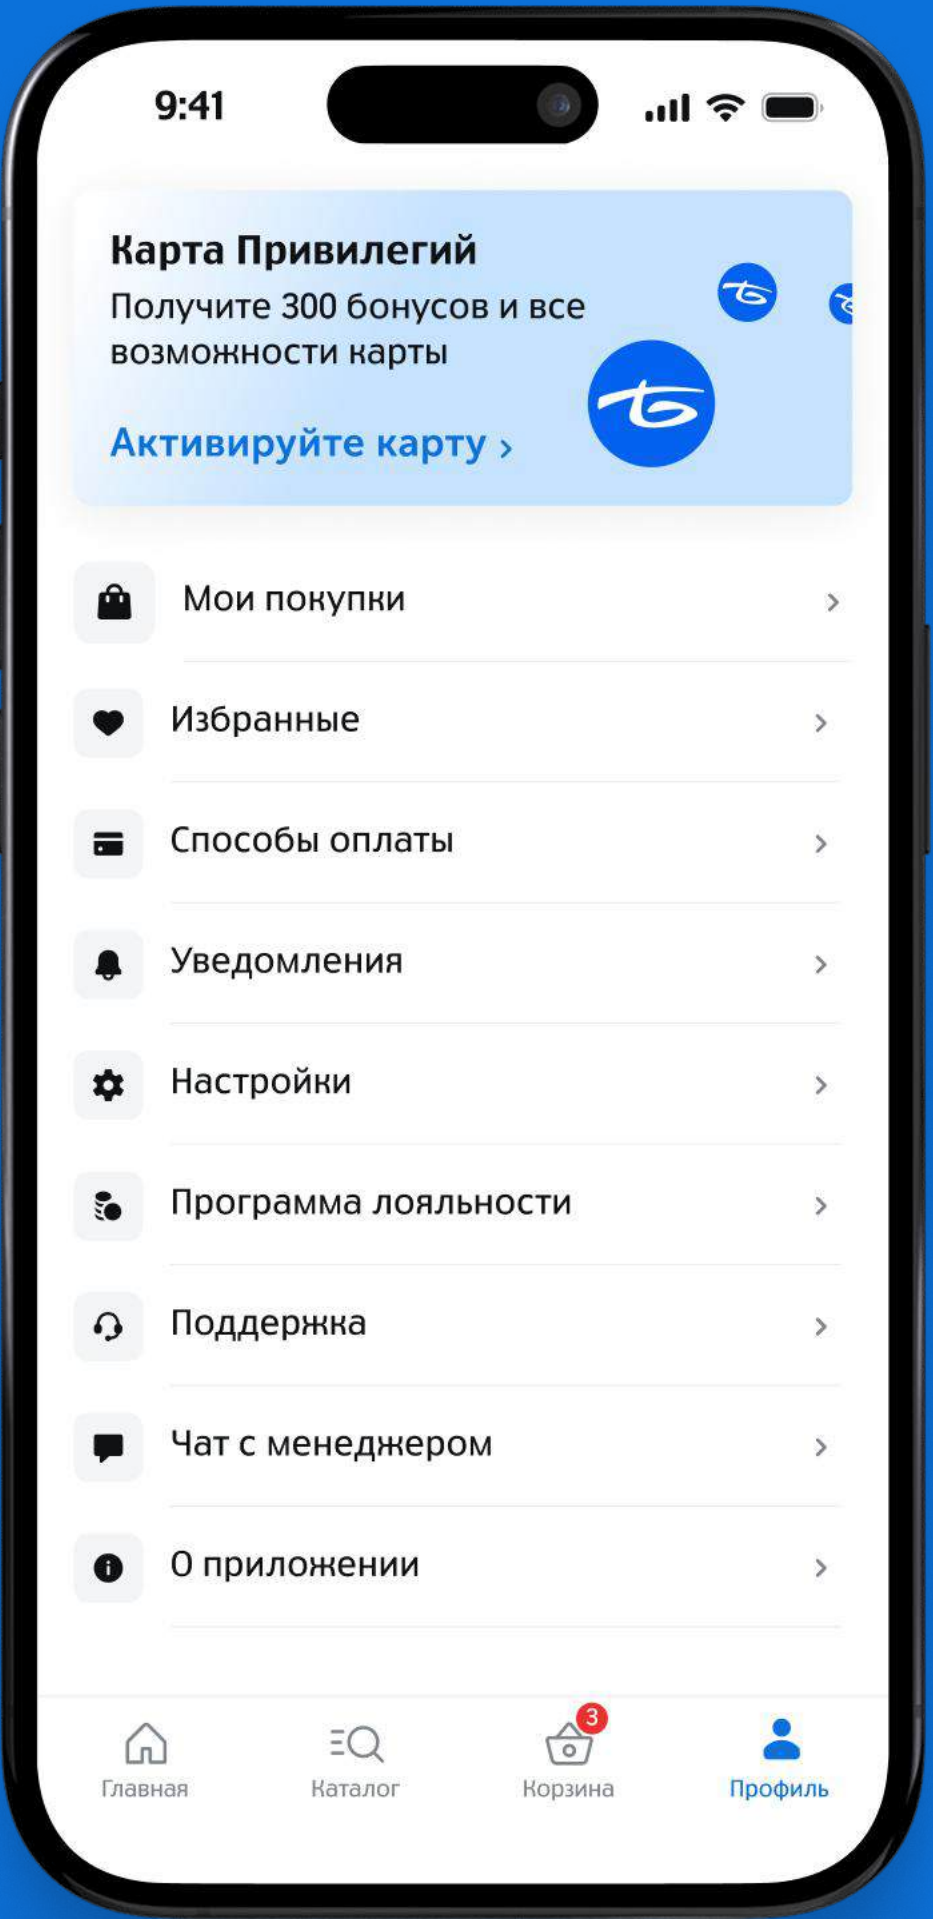 9:41
Карта Привилегий
Получите 300 бонусов и все
возможности карты
Активируйте карту ›
Мои покупки
Избранные
Способы оплаты
Уведомления
Настройки
Программа лояльности
Поддержка
Чат с менеджером
О приложении
3
Главная
Каталог
Корзина
Профиль